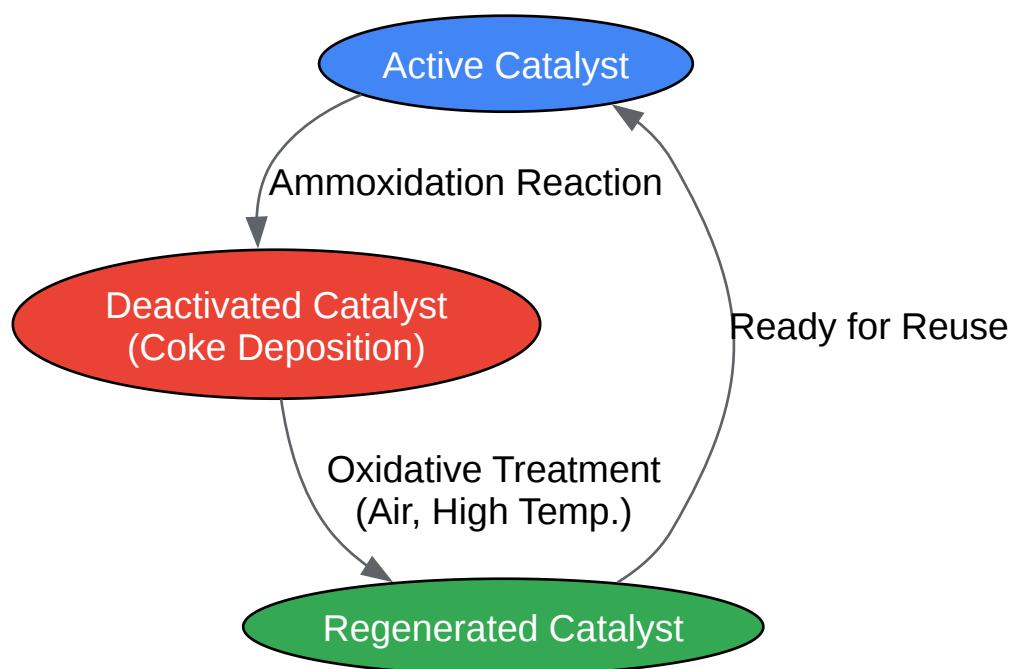 Active Catalyst
Ammoxidation Reaction
Deactivated Catalyst
(Coke Deposition)
Ready for Reuse
Oxidative Treatment
(Air, High Temp.)
Regenerated Catalyst